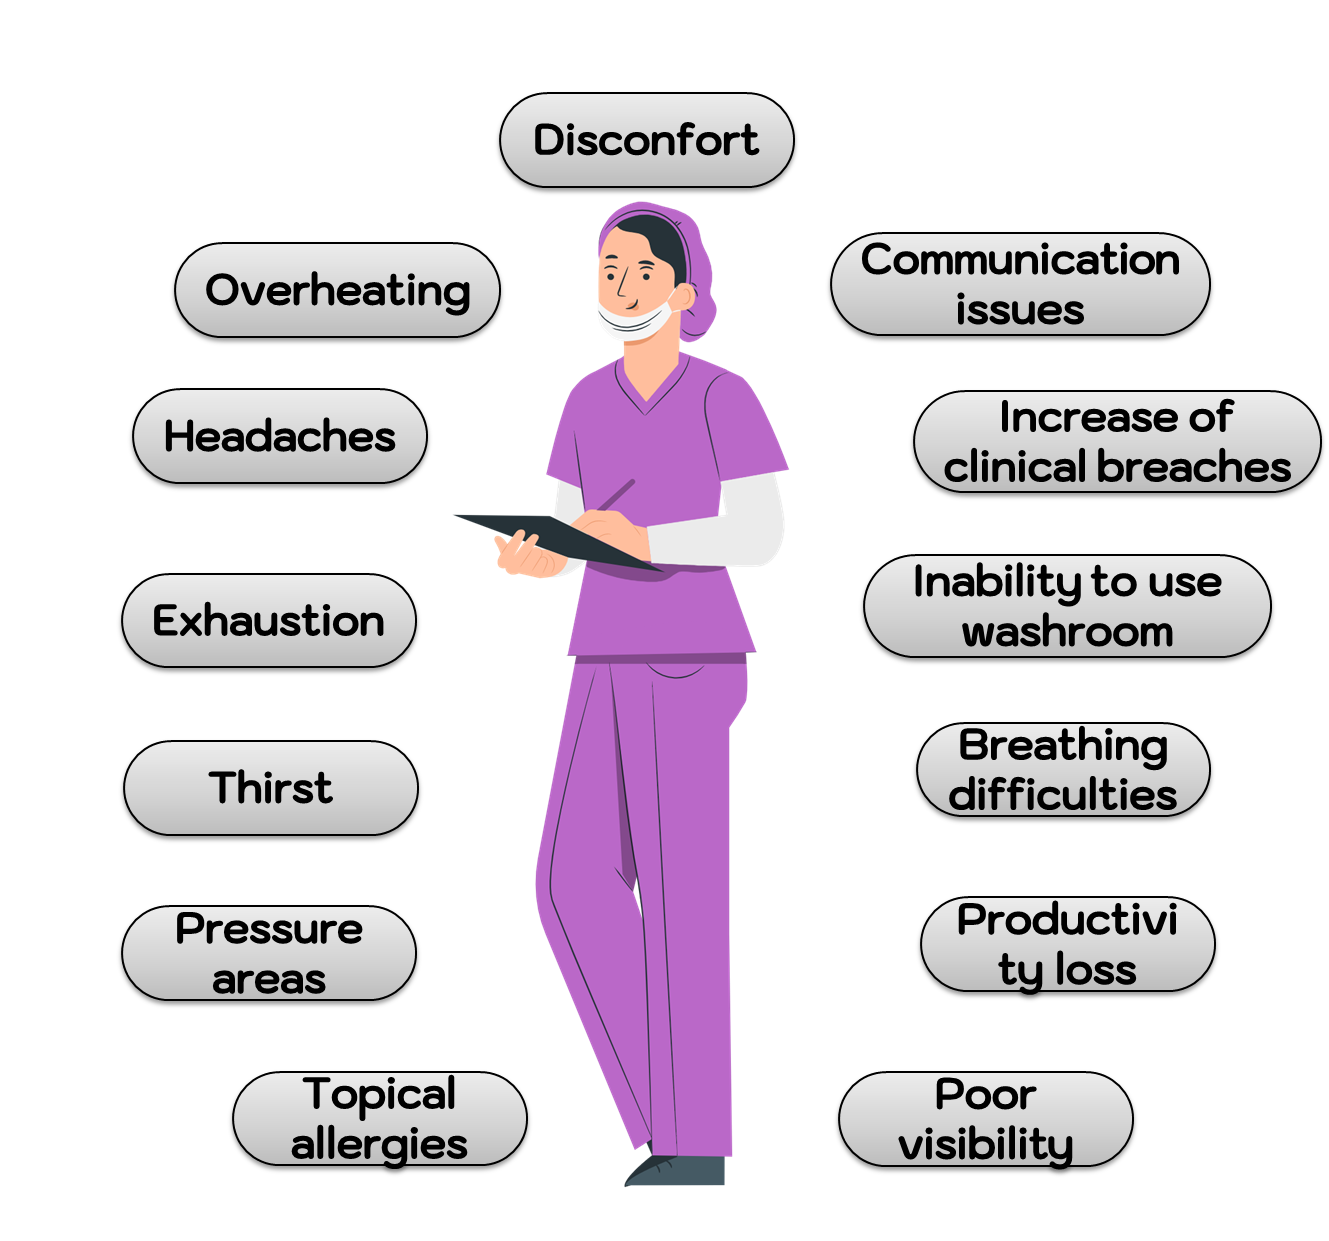 Disconfort
Overheating
Communication
issues
Headaches
Increase of
clinical breaches
Exhaustion
Inability to use
washroom
Thirst
Breathing
difficulties
Pressure
areas
Productivi
ty loss
Topical
allergies
Poor
visibility